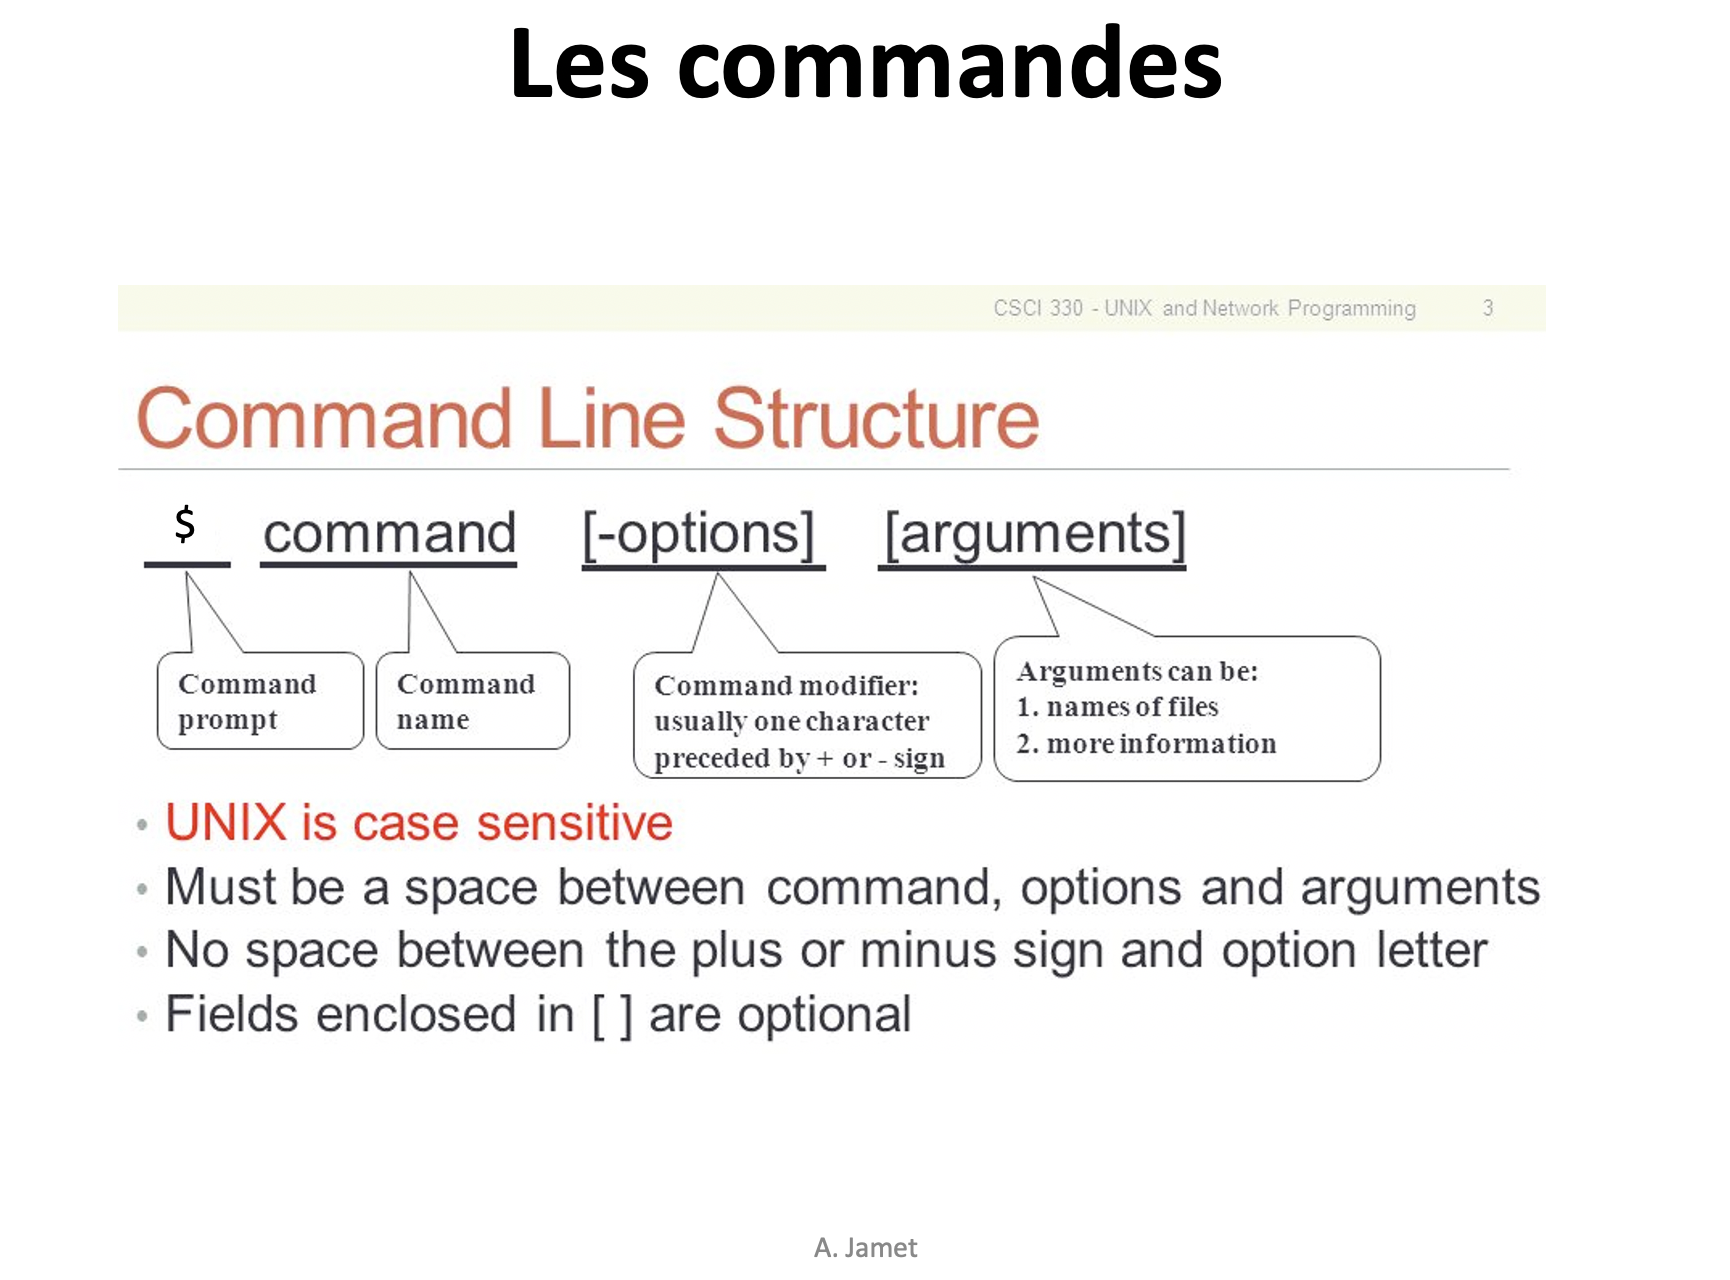 Les commandes
CSCI 330 - UNIX and Network Programming 3
Command Line Structure
$ command [-options] [arguments]
Command
prompt
Command
name
Command modifier:
usually one character
preceded by + or - sign
Arguments can be:
1. names of files
2. more information
• UNIX is case sensitive
• Must be a space between command, options and arguments
• No space between the plus or minus sign and option letter
• Fields enclosed in [ ] are optional
A. Jamet